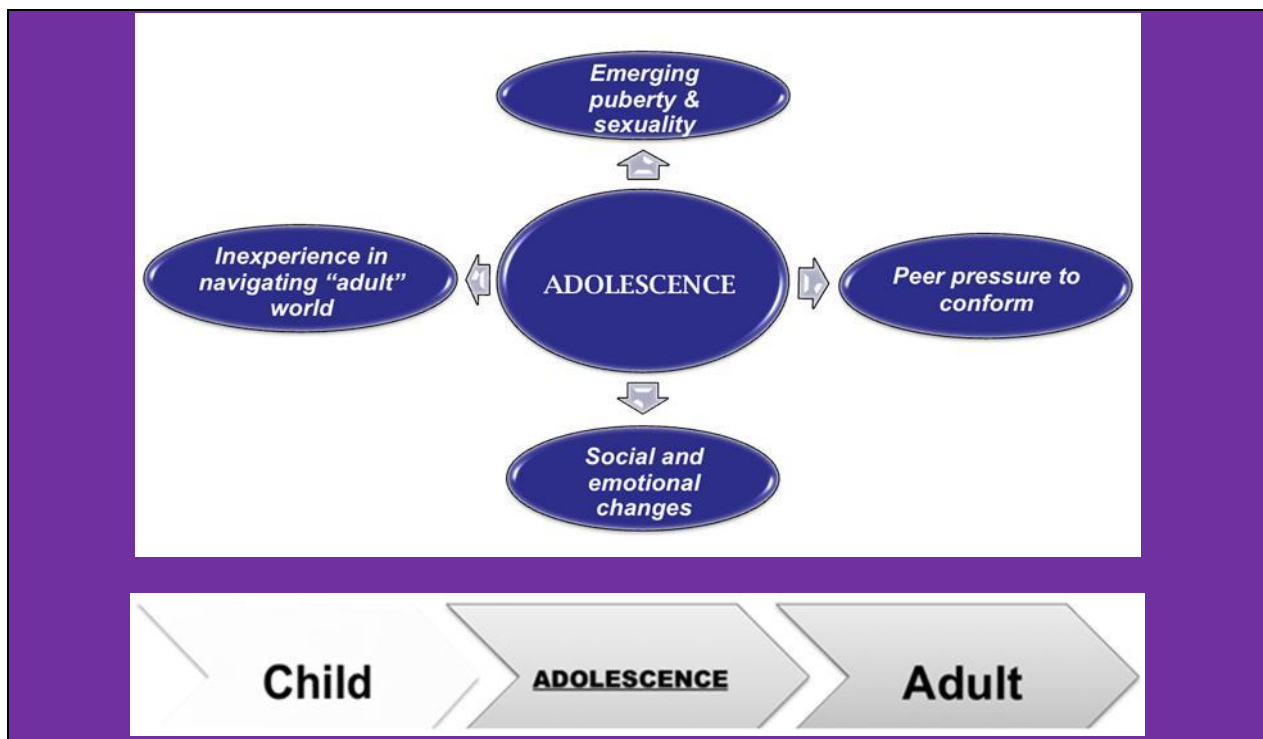 Emerging
puberty &
sexuality
Inexperience in
navigating “adult”
world
ADOLESCENCE
Peer pressure to
conform
Social and
emotional
changes
Child
ADOLESCENCE
Adult